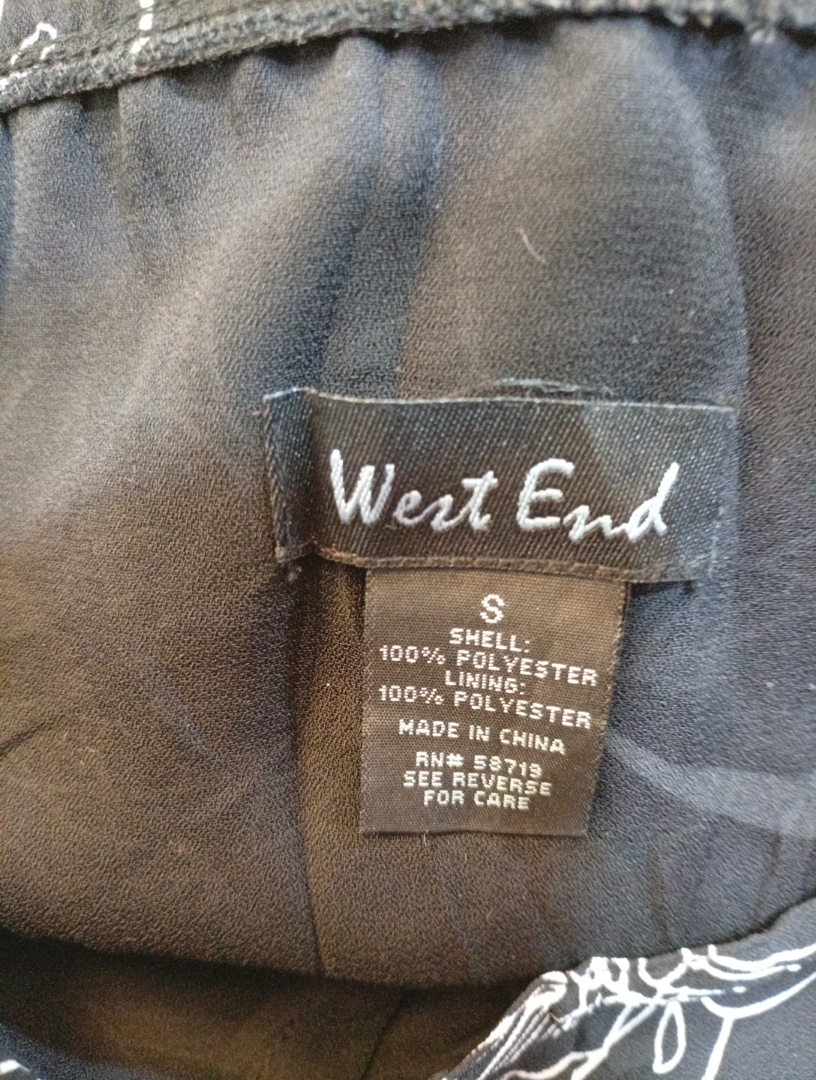 West End
S
SHELL:
100% POLYESTER
LINING:
100% POLYESTER
MADE IN CHINA
RN# 58719
SEE REVERSE
FOR CARE